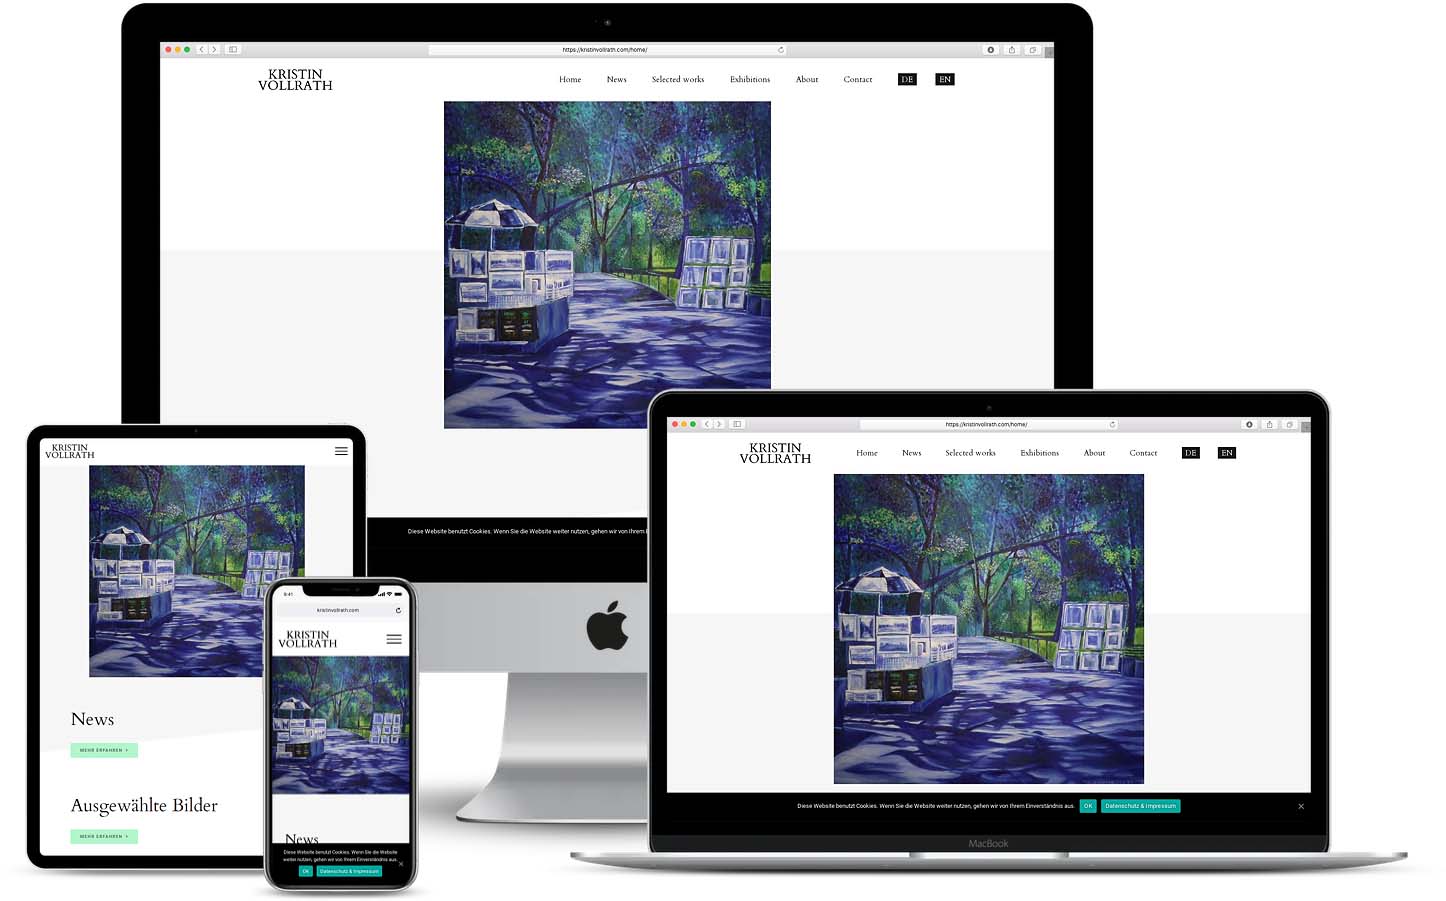 https://kristinvollrath.com/home/
KRISTIN
VOLLRATH
Home News Selected works Exhibitions About Contact DE EN
Diese Website benutzt Cookies. Wenn Sie die Website weiter nutzen, gehen wir von Ihrem
KRISTIN
VOLLRATH
News
MEHR ERFAHREN
Ausgewählte Bilder
MEHR ERFAHREN
9:41
kristinvollrath.com
KRISTIN
VOLLRATH
News
Diese Website benutzt Cookies. Wenn Sie die Website
weiter nutzen, gehen wir von Ihrem Einverständnis aus.
OK Datenschutz & Impressum
https://kristinvollrath.com/home/
KRISTIN
VOLLRATH
Home News Selected works Exhibitions About Contact DE EN
Diese Website benutzt Cookies. Wenn Sie die Website weiter nutzen, gehen wir von Ihrem Einverständnis aus. OK Datenschutz & Impressum
MacBook